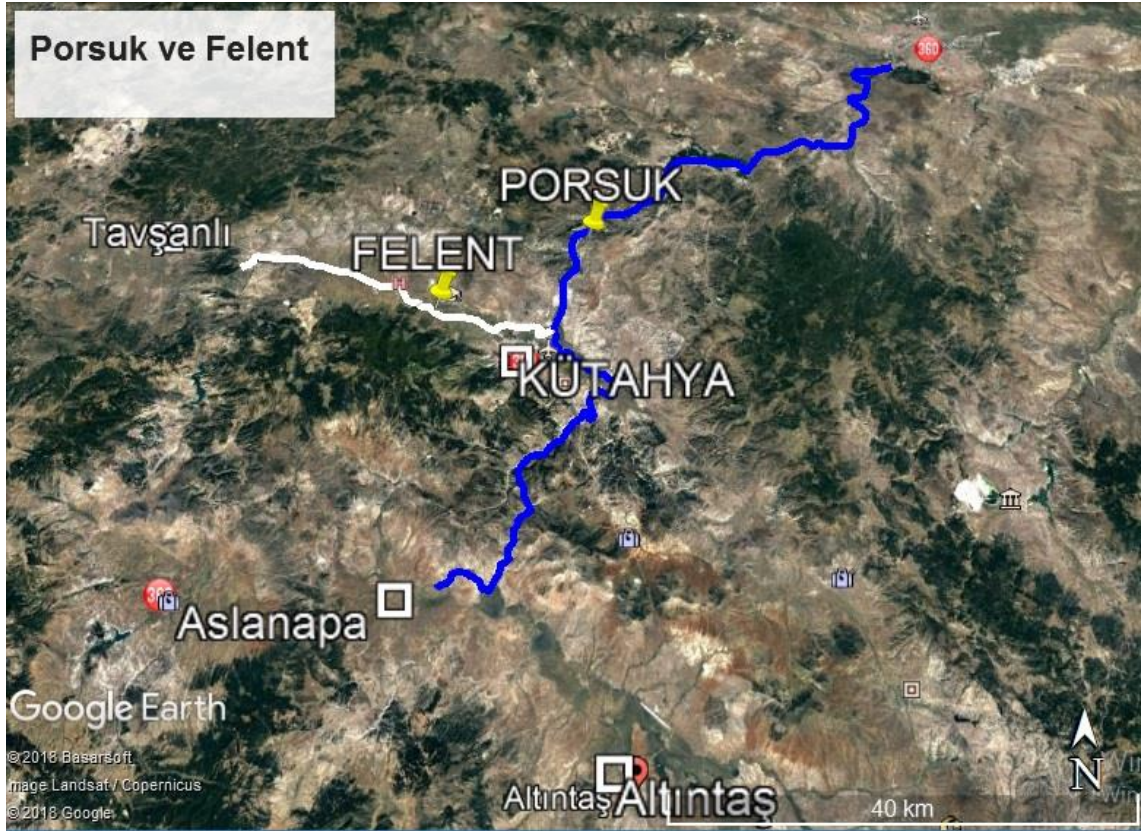 Porsuk ve Felent
PORSUK
Tavşanlı
FELENT
KÜTAHYA
Aslanapa
Google Earth
© 2018 Basarsoft
Image Landsat / Copernicus
© 2018 Google
Altıntaş
Altıntaş
N
40 km
360